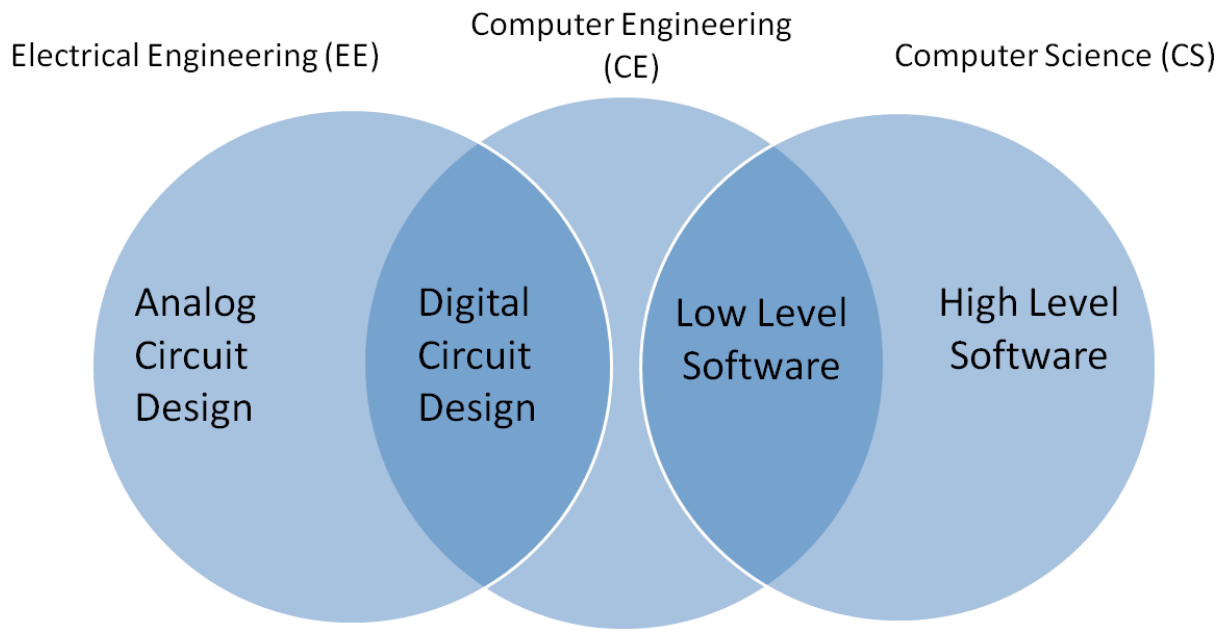 Electrical Engineering (EE)
Computer Engineering
(CE)
Computer Science (CS)
Analog
Circuit
Design
Digital
Circuit
Design
Low Level
Software
High Level
Software